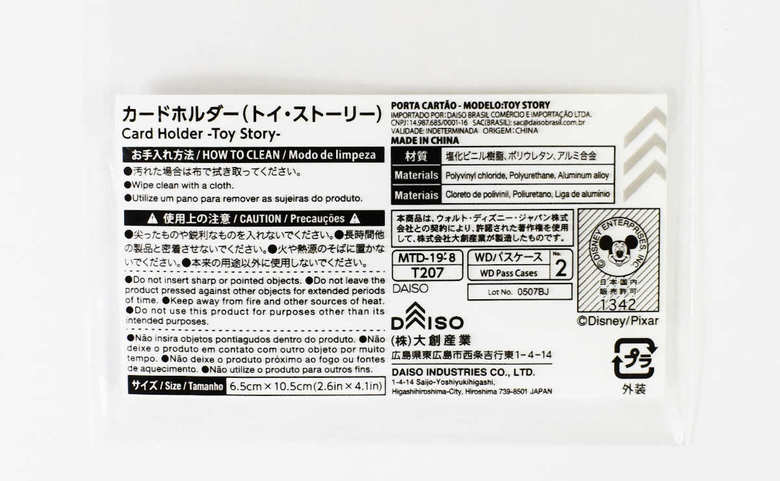 カードホルダー(トイ・ストーリー)
Card Holder -Toy Story-
お手入れ方法 / HOW TO CLEAN / Modo de limpeza
●汚れた場合は布で拭き取ってください。
●Wipe clean with a cloth.
●Utilize um pano para remover as sujeiras do produto.
使用上の注意 / CAUTION / Precauções
●尖ったものや鋭利なものを入れないでください。●長時間他
の製品と密着させないでください。●火や熱源のそばに置かな
いでください。●本来の用途以外に使用しないでください。
●Do not insert sharp or pointed objects. ●Do not leave the
product pressed against other objects for extended periods
of time. ●Keep away from fire and other sources of heat.
●Do not use this product for purposes other than its
intended purposes.
●Não insira objetos pontiagudos dentro do produto. ●Não
deixe o produto em contato com outro objeto por muito
tempo. ●Não deixe o produto próximo ao fogo ou fontes
de aquecimento. ●Não utilize o produto para outros fins.
サイズ / Size / Tamanho 6.5cm×10.5cm(2.6in×4.1in)
PORTA CARTÃO - MODELO:TOY STORY
IMPORTADO POR: DAISO BRASIL COMÉRCIO E IMPORTAÇÃO LTDA.
CNPJ:14.987.685/0001-16 SAC(BRASIL): sac@daisobrasil.com.br
VALIDADE: INDETERMINADA ORIGEM: CHINA
MADE IN CHINA
材質 塩化ビニル樹脂、ポリウレタン、アルミ合金
Materials Polyvinyl chloride, Polyurethane, Aluminum alloy
Materiais Cloreto de polivinil, Poliuretano, Liga de alumínio
本商品は、ウォルト・ディズニー・ジャパン株式
会社との契約により、許諾された著作権を使用
して、株式会社大創産業が製造したものです。
MTD-19-8 WDパスケース No.
T207 WD Pass Cases 2
DAISO Lot No. 0507BJ
DAISO
(株)大創産業
広島県東広島市西条吉行東1-4-14
DAISO INDUSTRIES CO., LTD.
1-4-14 Saijo-Yoshiyukihigashi,
Higashihiroshima-City, Hiroshima 739-8501 JAPAN
©DISNEY ENTERPRISES INC.
日本国内
販売許可
1342
©Disney/Pixar
プラ
外装